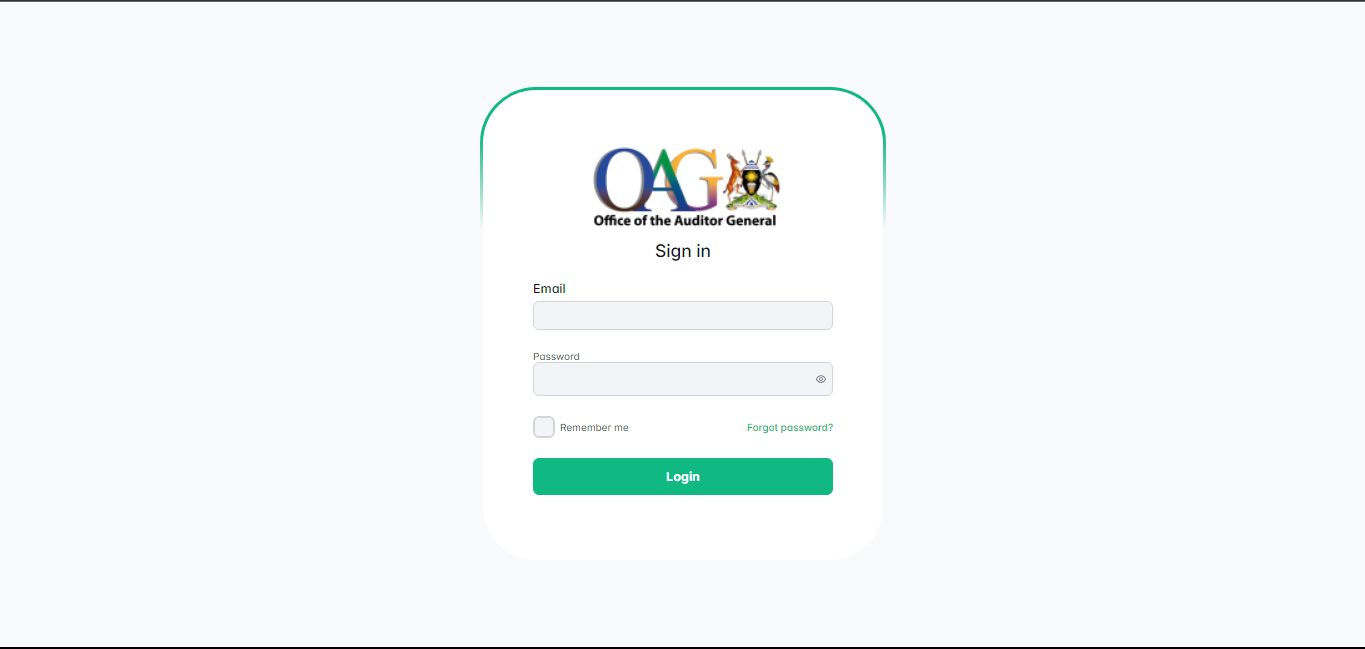 OAG
Office of the Auditor General
Sign in
Email
Password
Remember me
Forgot password?
Login